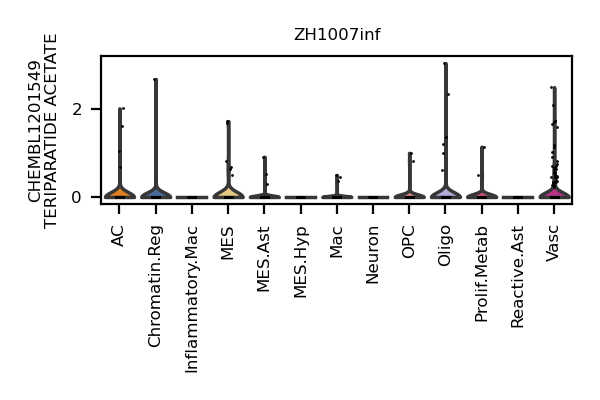 ZH1007inf
CHEMBL1201549
TERIPARATIDE ACETATE
2
0
AC
Chromatin.Reg
Inflammatory.Mac
MES
MES.Ast
MES.Hyp
Mac
Neuron
OPC
Oligo
Prolif.Metab
Reactive.Ast
Vasc